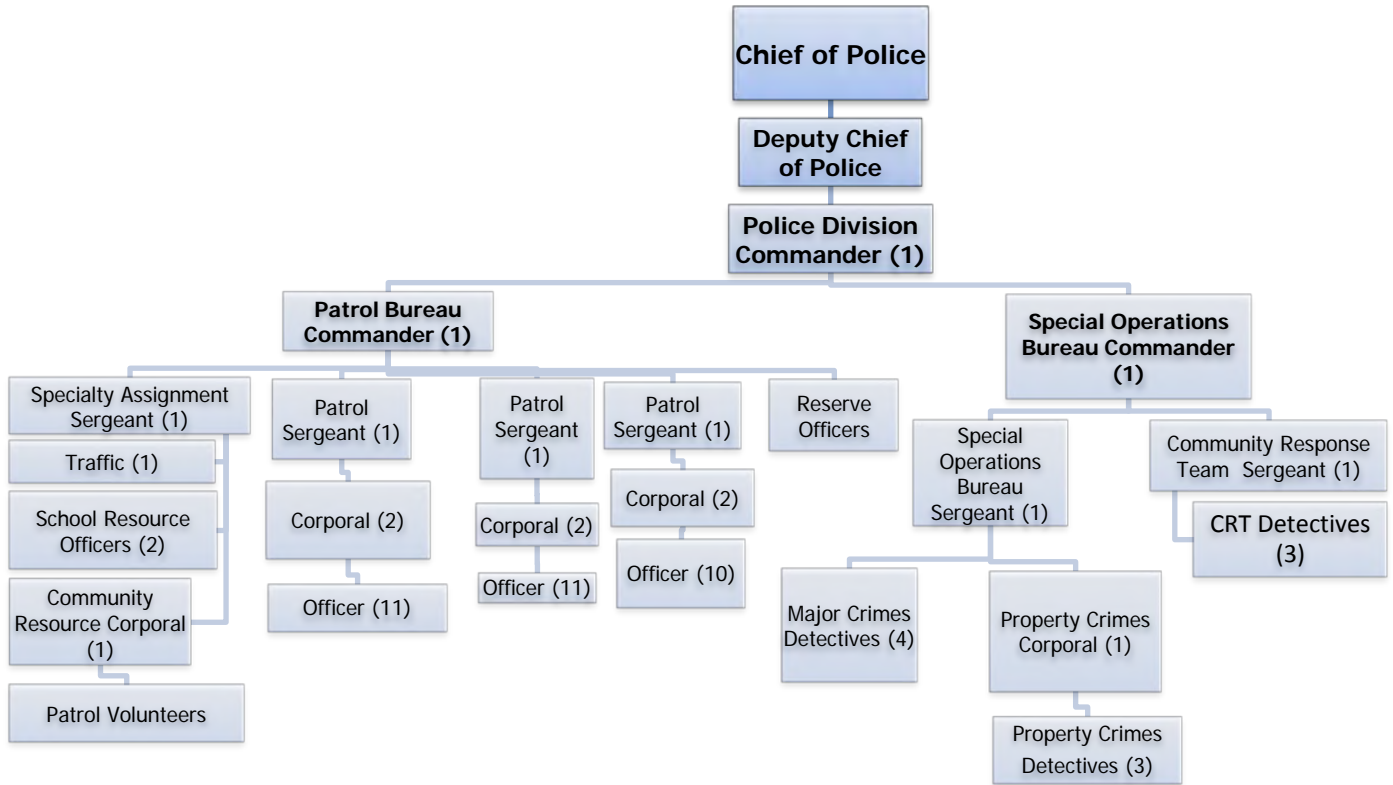 Chief of Police
Deputy Chief
of Police
Police Division
Commander (1)
Patrol Bureau
Commander (1)
Special Operations
Bureau Commander
(1)
Specialty Assignment
Sergeant (1)
Traffic (1)
School Resource
Officers (2)
Community
Resource Corporal
(1)
Patrol Volunteers
Patrol
Sergeant (1)
Corporal (2)
Officer (11)
Patrol
Sergeant
(1)
Corporal (2)
Officer (11)
Patrol
Sergeant (1)
Corporal (2)
Officer (10)
Reserve
Officers
Special
Operations
Bureau
Sergeant (1)
Major Crimes
Detectives (4)
Property Crimes
Corporal (1)
Property Crimes
Detectives (3)
Community Response
Team Sergeant (1)
CRT Detectives
(3)